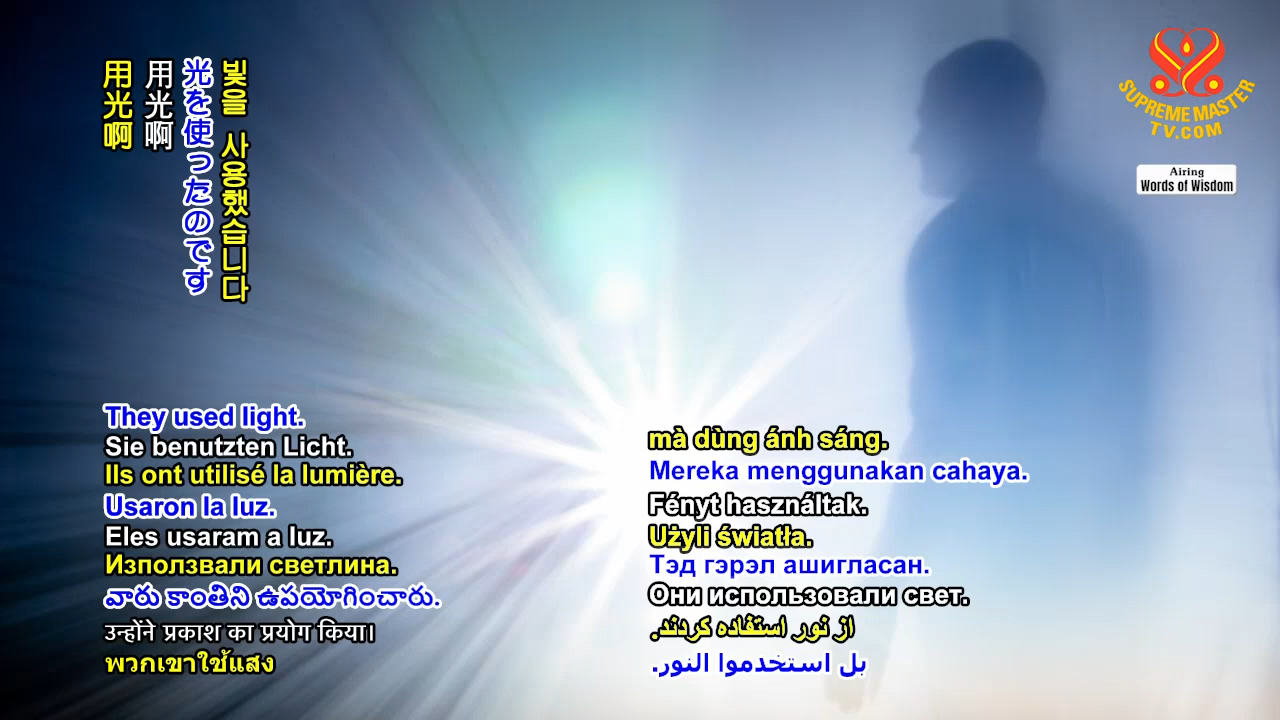 用光啊
用光啊
光を使ったのです
빛을 사용했습니다
SUPREME MASTER
TV.COM
Airing
Words of Wisdom
They used light.
Sie benutzten Licht.
Ils ont utilisé la lumière.
Usaron la luz.
Eles usaram a luz.
Използвали светлина.
వారు కాంతిని ఉపయోగించారు.
उन्होंने प्रकाश का प्रयोग किया।
พวกเขาใช้แสง
mà dùng ánh sáng.
Mereka menggunakan cahaya.
Fényt használtak.
Użyli światła.
Тэд гэрэл ашигласан.
Они использовали свет.
از نور استفاده کردند.
بل استخدموا النور.